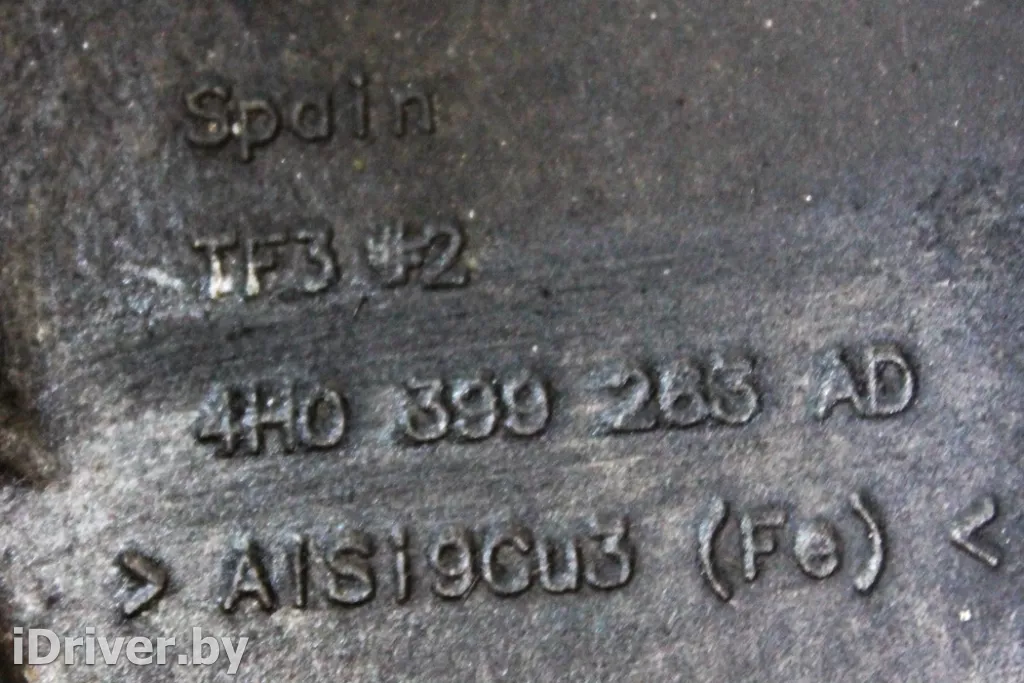 Spain
TF3 #2
4H0 399 263 AD
> AlSi9Cu3 (Fe) <
iDriver.by